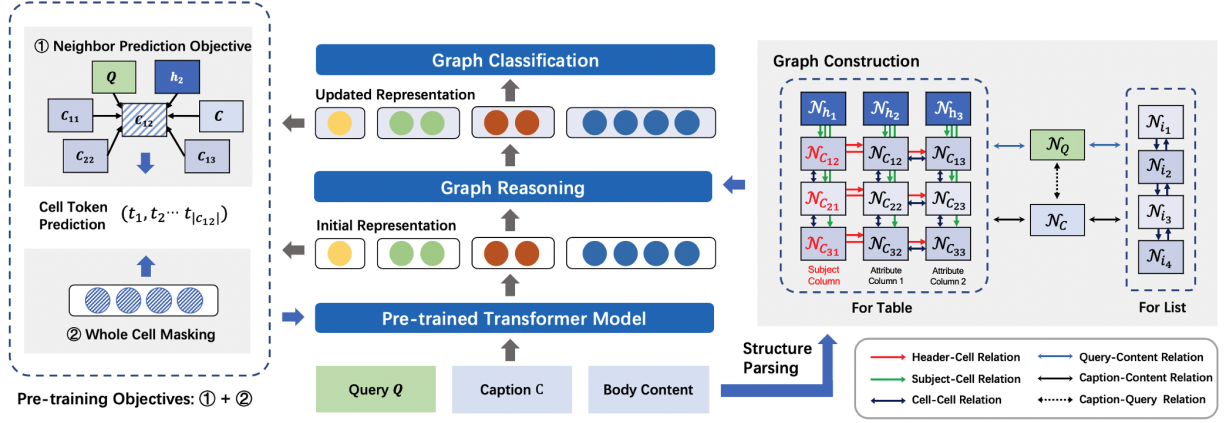 ① Neighbor Prediction Objective
Q
h₂
C₁₁
C₁₂
C
C₂₂
C₁₃
Cell Token
Prediction
(t₁, t₂⋯ t|C₁₂|)
② Whole Cell Masking
Pre-training Objectives: ① + ②
Graph Classification
Updated Representation
Graph Reasoning
Initial Representation
Pre-trained Transformer Model
Query Q
Caption C
Body Content
Structure
Parsing
Graph Construction
𝒩h₁ 𝒩h₂ 𝒩h₃
𝒩C₁₂ 𝒩C₁₂ 𝒩C₁₃
𝒩C₂₁ 𝒩C₂₂ 𝒩C₂₃
𝒩C₃₁ 𝒩C₃₂ 𝒩C₃₃
Subject
Column
Attribute
Column 1
Attribute
Column 2
For Table
𝒩Q
𝒩C
𝒩i₁
𝒩i₂
𝒩i₃
𝒩i₄
For List
Header-Cell Relation
Subject-Cell Relation
Cell-Cell Relation
Query-Content Relation
Caption-Content Relation
Caption-Query Relation